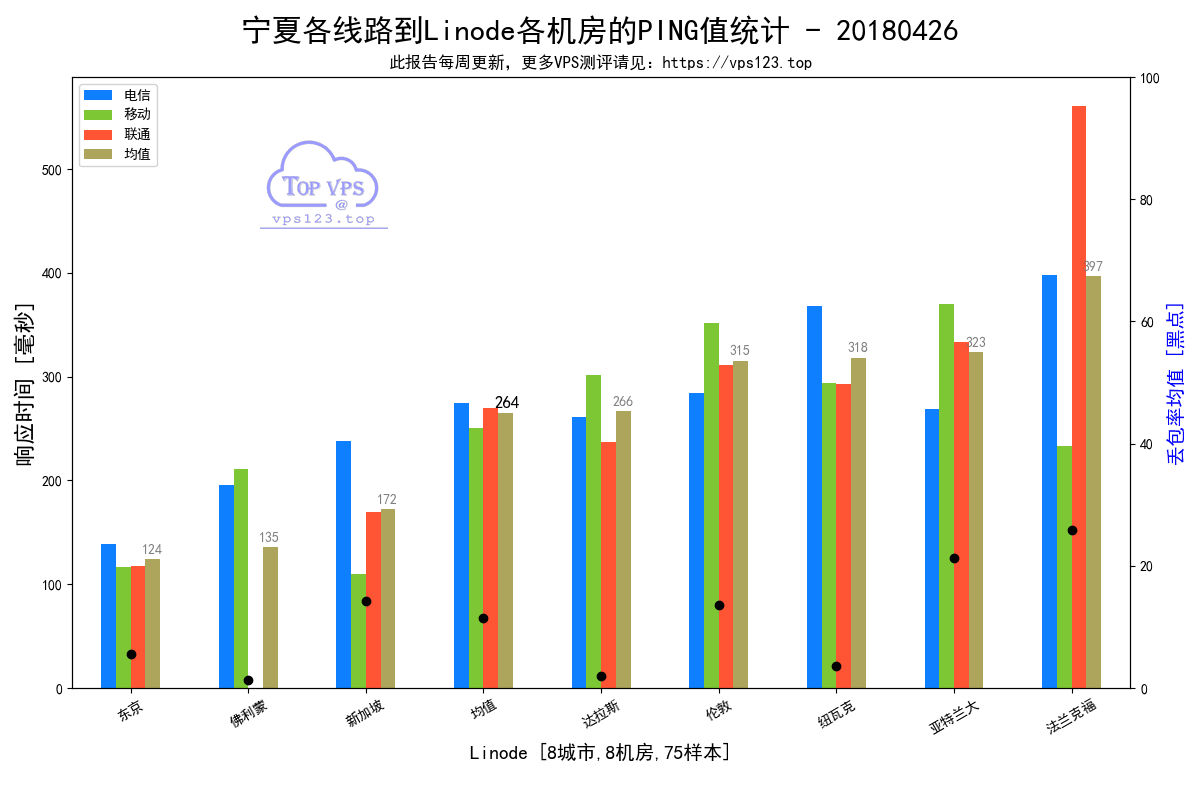 宁夏各线路到Linode各机房的PING值统计 - 20180426
此报告每周更新，更多VPS测评请见：https://vps123.top
电信
移动
联通
均值
TOP VPS
@
vps123.top
响应时间 [毫秒]
0
100
200
300
400
500
丢包率均值 [黑点]
0
20
40
60
80
100
124
135
172
264
266
315
318
323
397
东京
佛利蒙
新加坡
均值
达拉斯
伦敦
纽瓦克
亚特兰大
法兰克福
Linode [8城市,8机房,75样本]